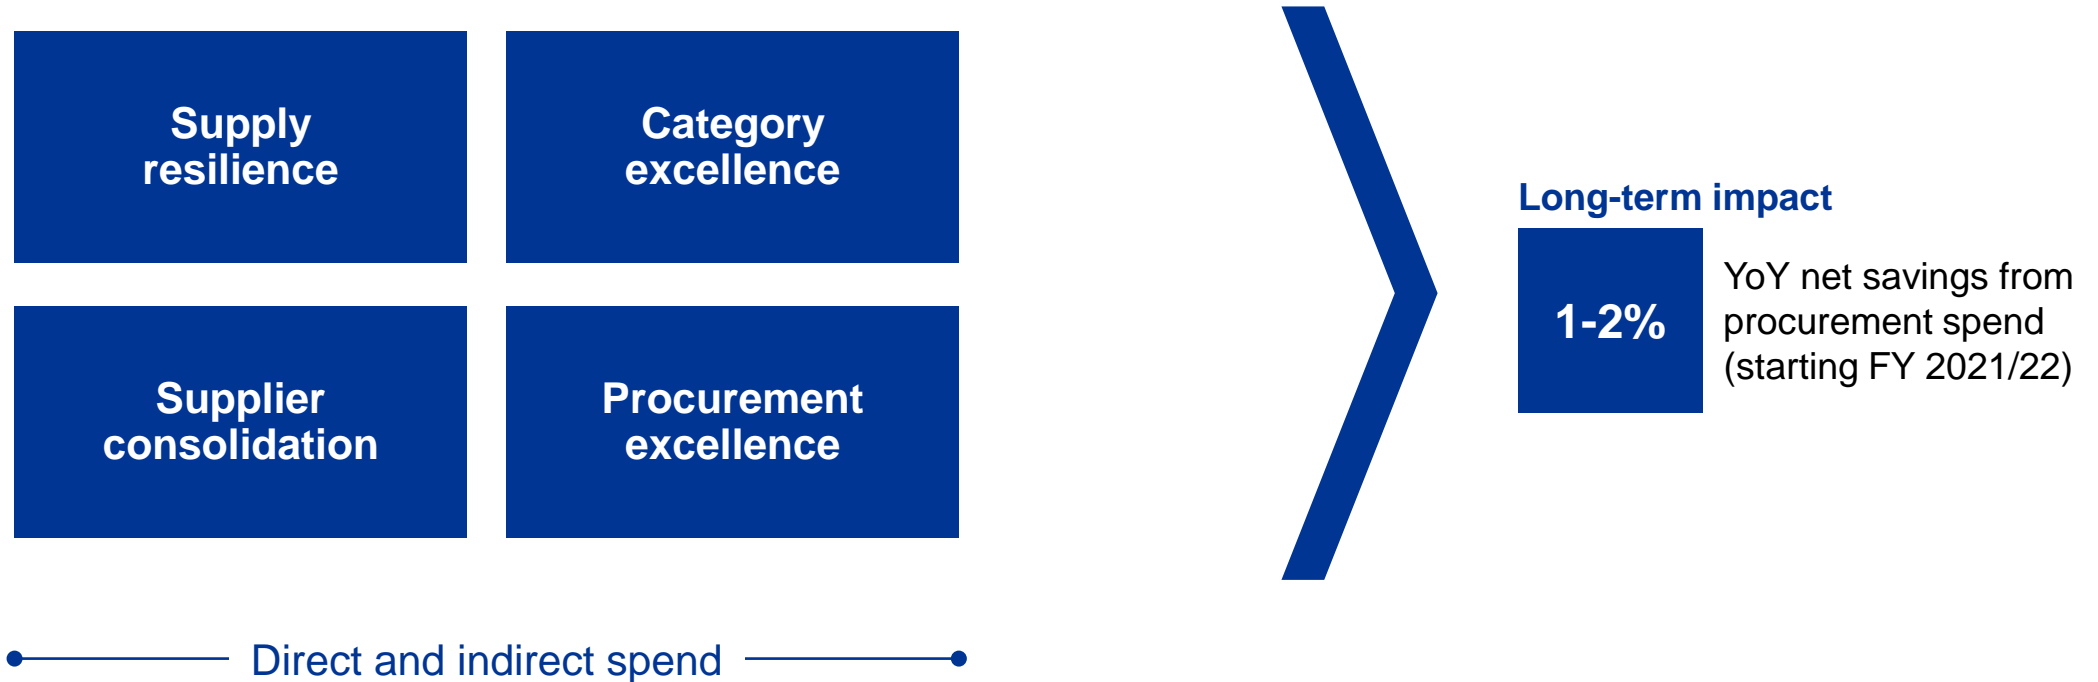 Supply
resilience
Category
excellence
Supplier
consolidation
Procurement
excellence
Direct and indirect spend
Long-term impact
1-2%
YoY net savings from
procurement spend
(starting FY 2021/22)